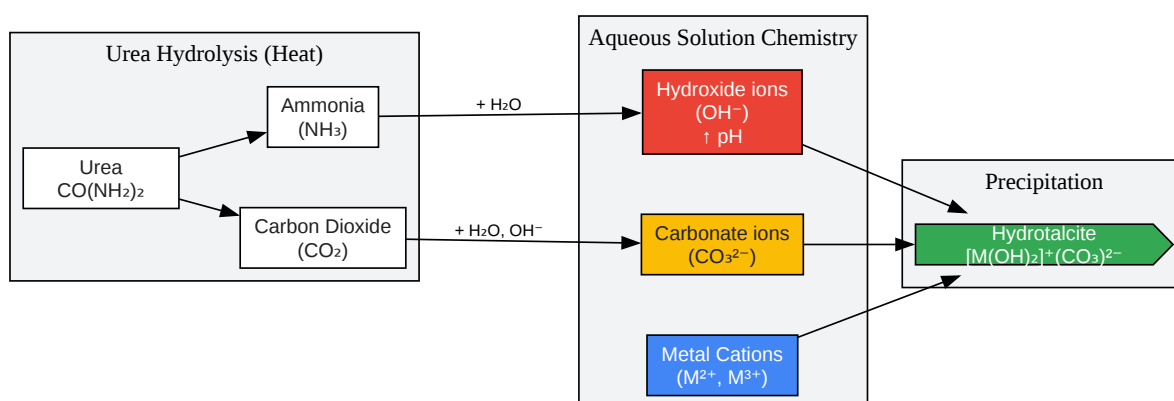 Urea Hydrolysis (Heat)
Urea
CO(NH₂)₂
Ammonia
(NH₃)
Carbon Dioxide
(CO₂)
+ H₂O
+ H₂O, OH⁻
Aqueous Solution Chemistry
Hydroxide ions
(OH⁻)
↑ pH
Carbonate ions
(CO₃²⁻)
Metal Cations
(M²⁺, M³⁺)
Precipitation
Hydrotalcite
[M(OH)₂]⁺(CO₃)²⁻